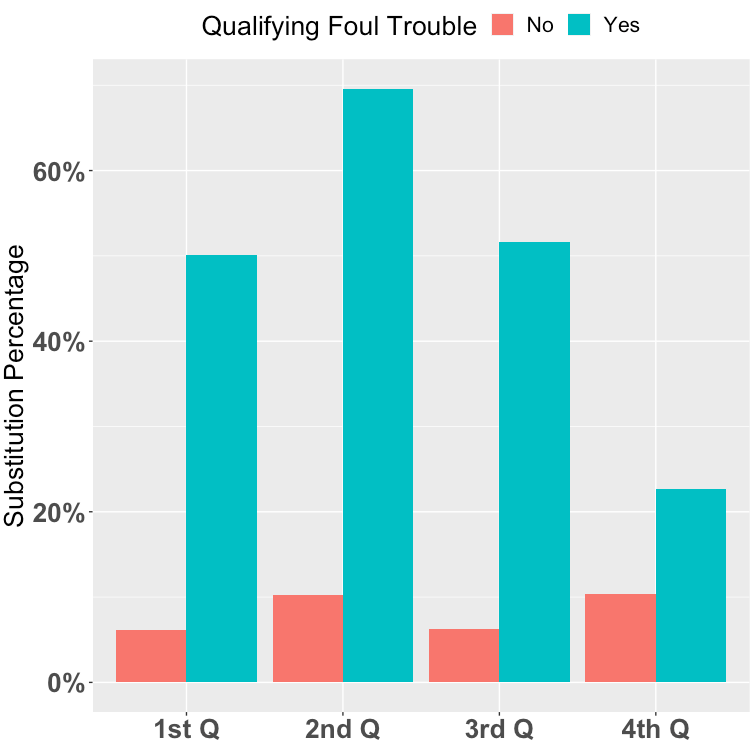 Qualifying Foul Trouble No Yes
Substitution Percentage
60%
40%
20%
0%
1st Q 2nd Q 3rd Q 4th Q